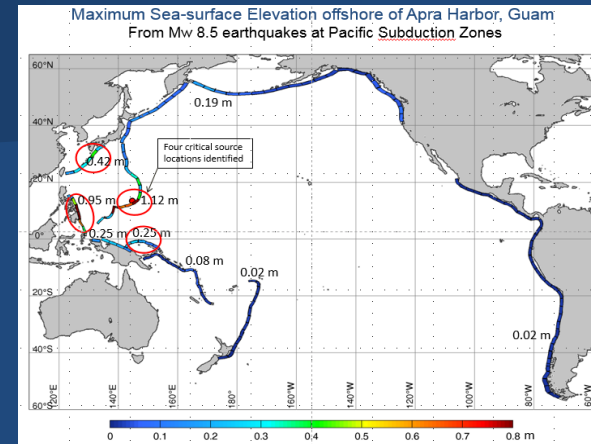 Maximum Sea-surface Elevation offshore of Apra Harbor, Guam
From Mw 8.5 earthquakes at Pacific Subduction Zones
60°N
0.19 m
40°N
Four critical source
locations identified
0.42 m
20°N
0.95 m
1.12 m
0°
0.25 m
0.25 m
0.08 m
0.02 m
20°S
0.02 m
40°S
60°S
120°E
140°E
160°E
180°
160°W
140°W
120°W
100°W
80°W
60°W
0 0.1 0.2 0.3 0.4 0.5 0.6 0.7 0.8 m